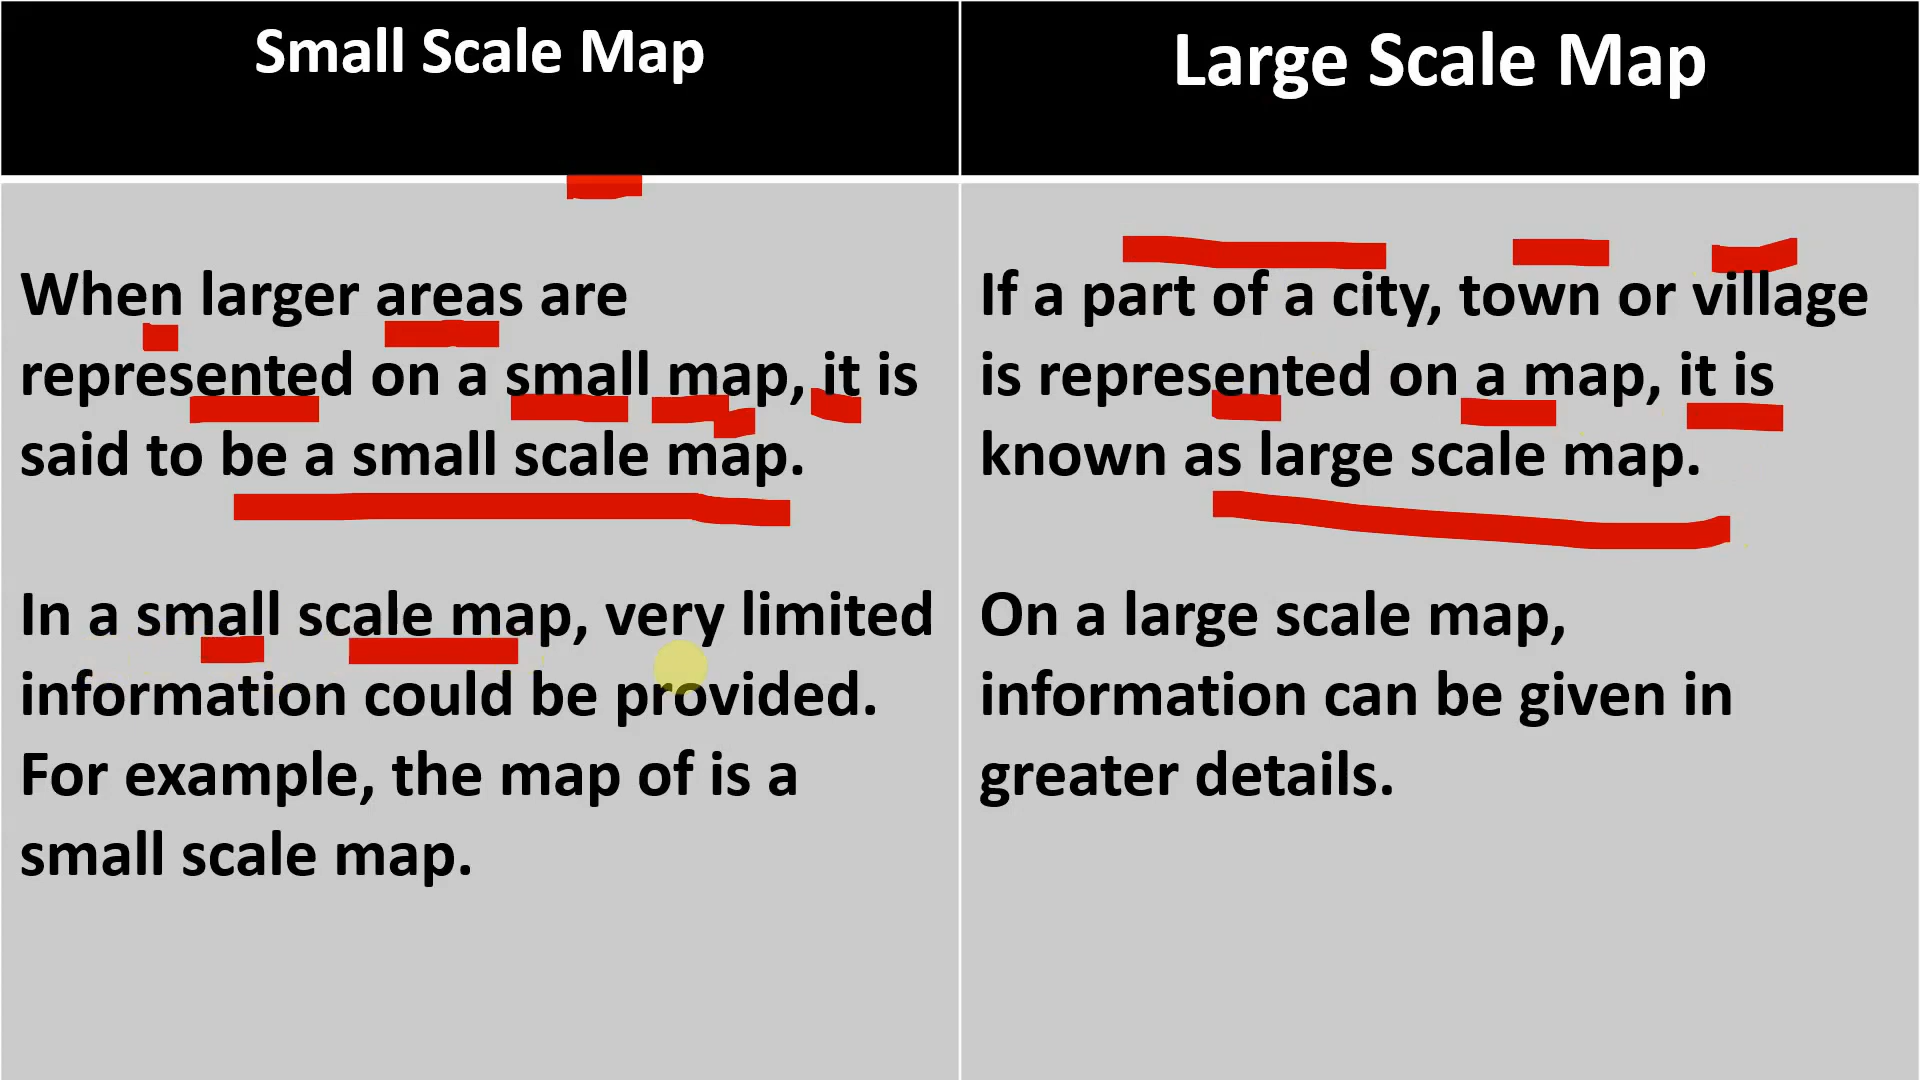 Small Scale Map
Large Scale Map
When larger areas are
represented on a small map, it is
said to be a small scale map.
In a small scale map, very limited
information could be provided.
For example, the map of is a
small scale map.
If a part of a city, town or village
is represented on a map, it is
known as large scale map.
On a large scale map,
information can be given in
greater details.